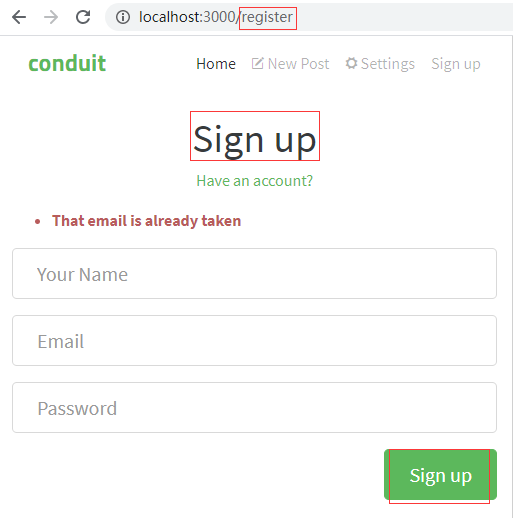 localhost:3000/register
conduit
Home New Post Settings Sign up
Sign up
Have an account?
• That email is already taken
Your Name
Email
Password
Sign up